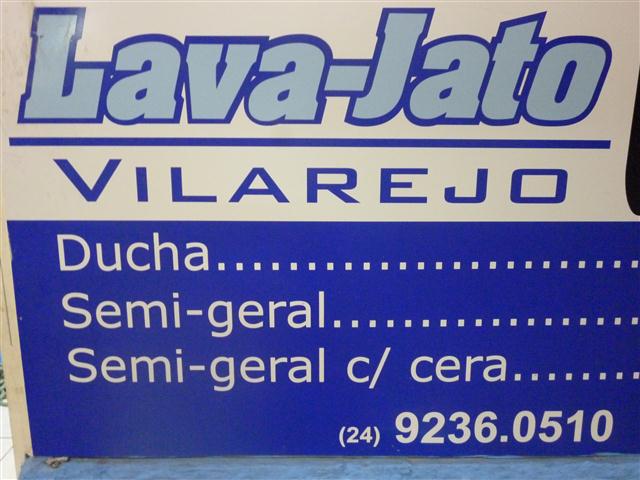 Lava-Jato
VILAREJO
Ducha..........................
Semi-geral....................
Semi-geral c/ cera.......
(24) 9236.0510